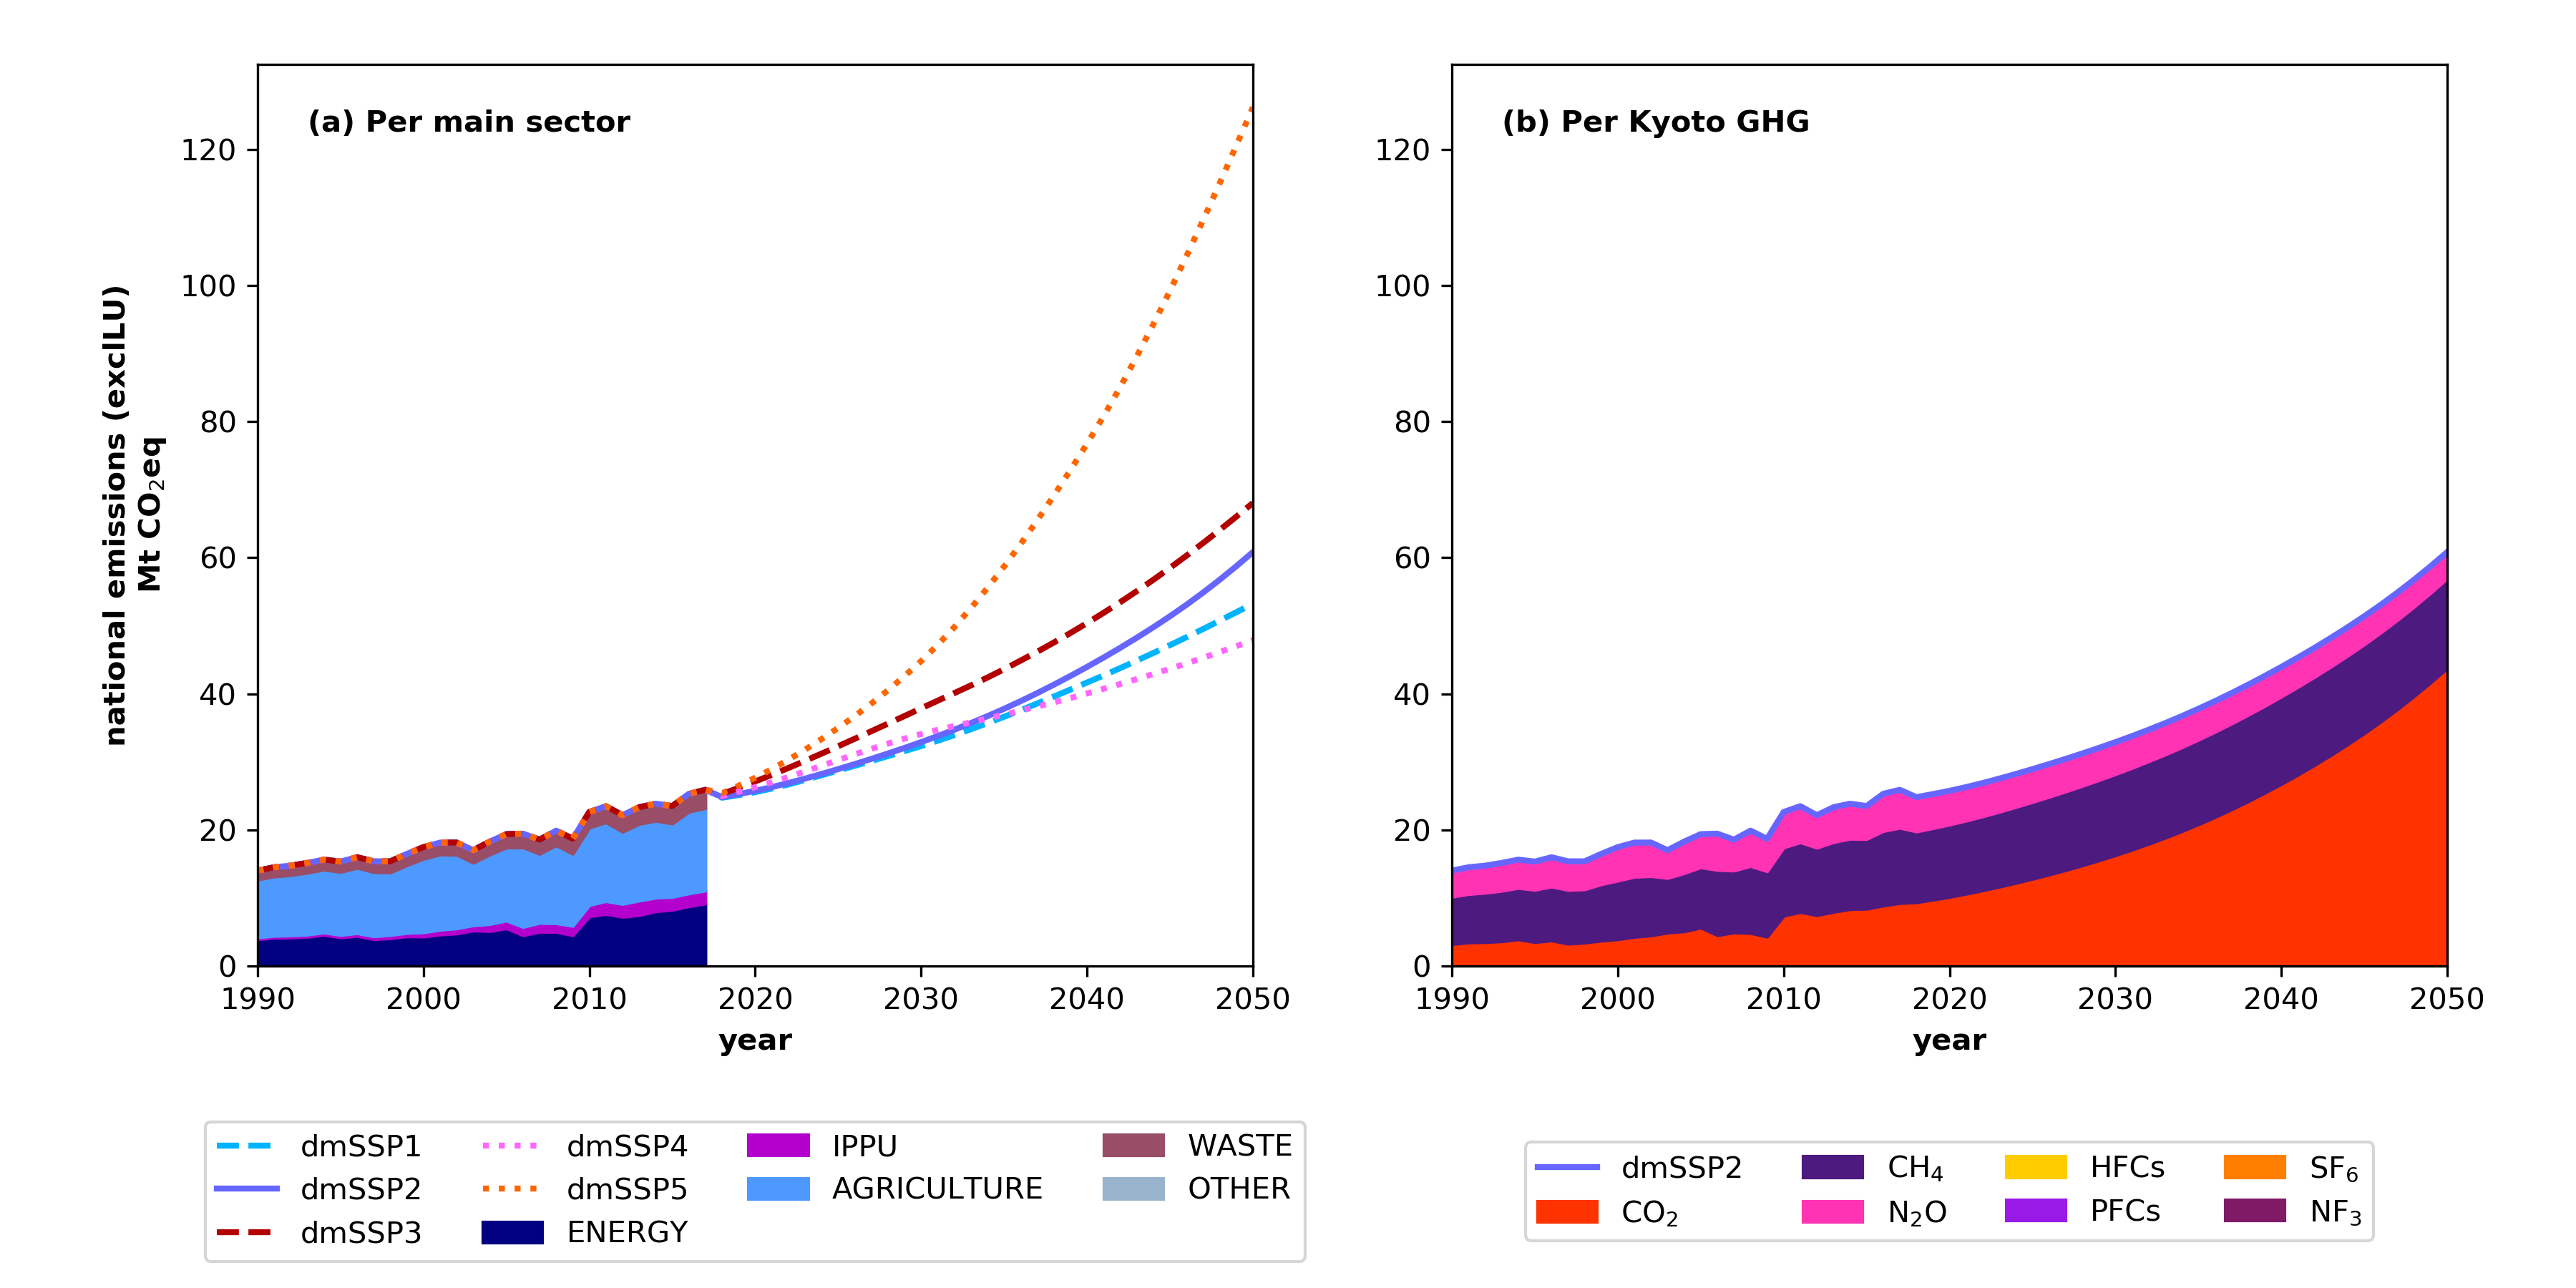 (a) Per main sector
national emissions (exclLU)
Mt CO₂eq
120
100
80
60
40
20
0
1990 2000 2010 2020 2030 2040 2050
year
dmSSP1 dmSSP4 IPPU WASTE
dmSSP2 dmSSP5 AGRICULTURE OTHER
dmSSP3 ENERGY
(b) Per Kyoto GHG
120
100
80
60
40
20
0
1990 2000 2010 2020 2030 2040 2050
year
dmSSP2 CH₄ HFCs SF₆
CO₂ N₂O PFCs NF₃